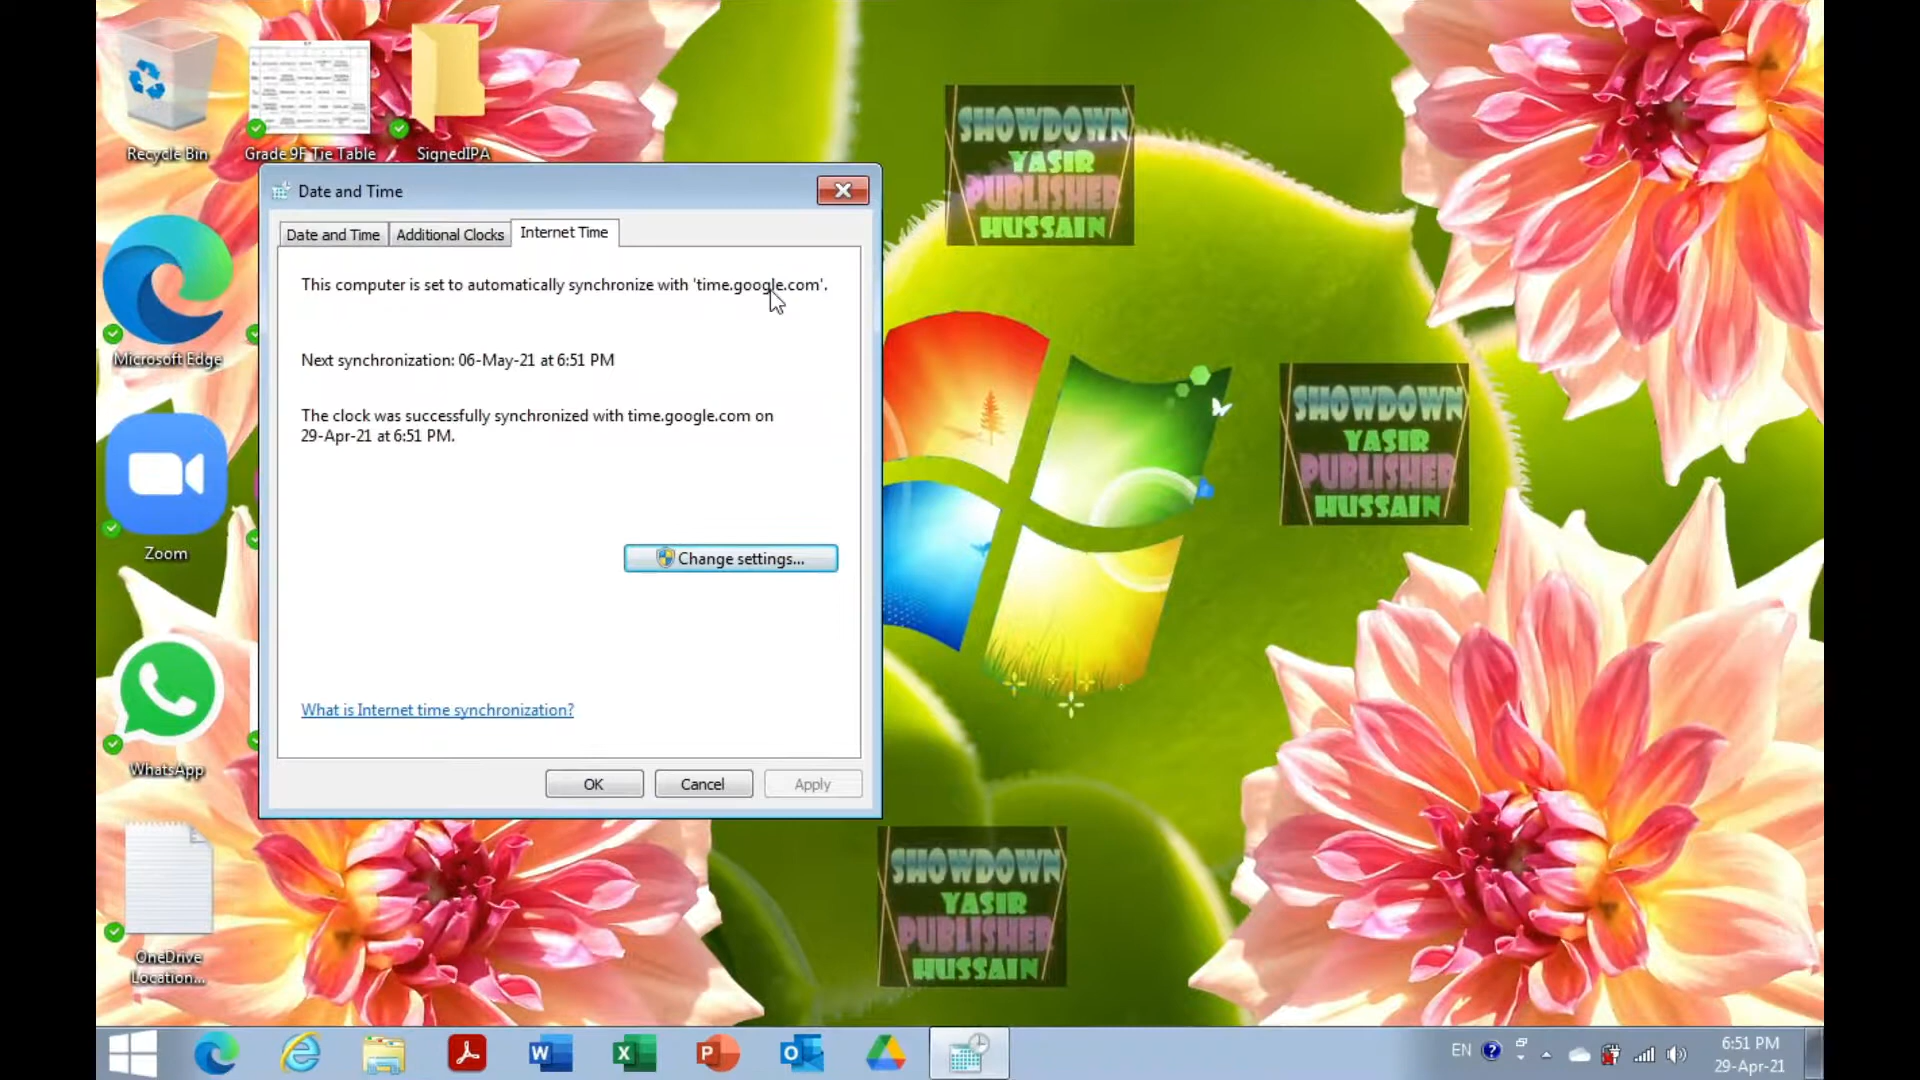 Recycle Bin
Grade 9F Tie Table
SignedIPA
SHOWDOWN
YASIR
PUBLISHER
HUSSAIN
Date and Time
Date and Time
Additional Clocks
Internet Time
This computer is set to automatically synchronize with 'time.google.com'.
Next synchronization: 06-May-21 at 6:51 PM
The clock was successfully synchronized with time.google.com on
29-Apr-21 at 6:51 PM.
Change settings...
What is Internet time synchronization?
OK
Cancel
Apply
Microsoft Edge
Zoom
WhatsApp
OneDrive
Location...
SHOWDOWN
YASIR
PUBLISHER
HUSSAIN
SHOWDOWN
YASIR
PUBLISHER
HUSSAIN
EN
6:51 PM
29-Apr-21